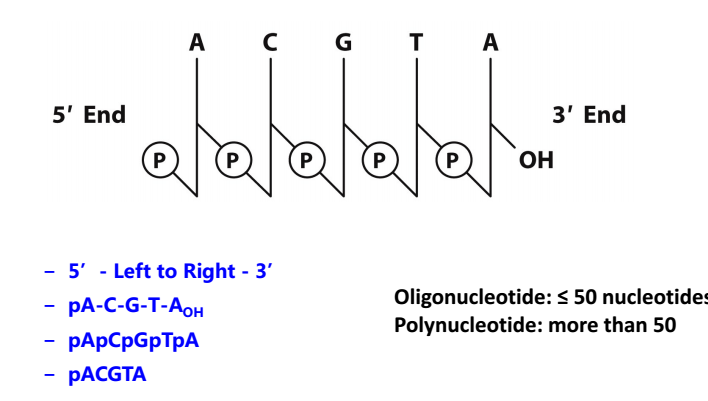 A C G T A
5′ End 3′ End
P P P P P OH
– 5′ - Left to Right - 3′
– pA-C-G-T-AOH
– pApCpGpTpA
– pACGTA
Oligonucleotide: ≤ 50 nucleotides
Polynucleotide: more than 50